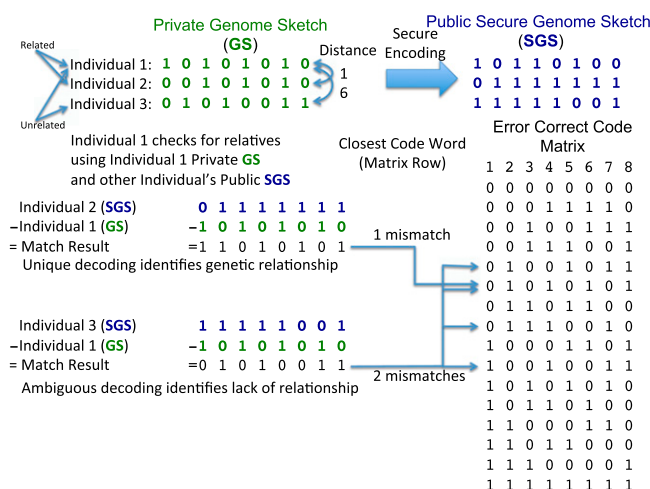 Private Genome Sketch
(GS)
Public Secure Genome Sketch
(SGS)
Related
Unrelated
Distance
Secure
Encoding
Individual 1: 1 0 1 0 1 0 1 0
Individual 2: 0 0 1 0 1 0 1 0
Individual 3: 0 1 0 1 0 0 1 1
1
6
1 0 1 1 0 1 0 0
0 1 1 1 1 1 1 1
1 1 1 1 1 0 0 1
Individual 1 checks for relatives
using Individual 1 Private GS
and other Individual's Public SGS
Closest Code Word
(Matrix Row)
Error Correct Code
Matrix
1 2 3 4 5 6 7 8
0 0 0 0 0 0 0 0
0 0 0 1 1 1 1 0
0 0 1 0 0 1 1 1
0 0 1 1 1 0 0 1
0 1 0 0 1 0 1 1
0 1 0 1 0 1 0 1
0 1 1 0 1 1 0 0
0 1 1 1 0 0 1 0
1 0 0 0 1 1 0 1
1 0 0 1 0 0 1 1
1 0 1 0 1 0 1 0
1 0 1 1 0 1 0 0
1 1 0 0 0 1 1 0
1 1 0 1 1 0 0 0
1 1 1 0 0 0 0 1
1 1 1 1 1 1 1 1
Individual 2 (SGS) 0 1 1 1 1 1 1 1
−Individual 1 (GS) −1 0 1 0 1 0 1 0
= Match Result =1 1 0 1 0 1 0 1
1 mismatch
Unique decoding identifies genetic relationship
Individual 3 (SGS) 1 1 1 1 1 0 0 1
−Individual 1 (GS) −1 0 1 0 1 0 1 0
= Match Result =0 1 0 1 0 0 1 1
2 mismatches
Ambiguous decoding identifies lack of relationship